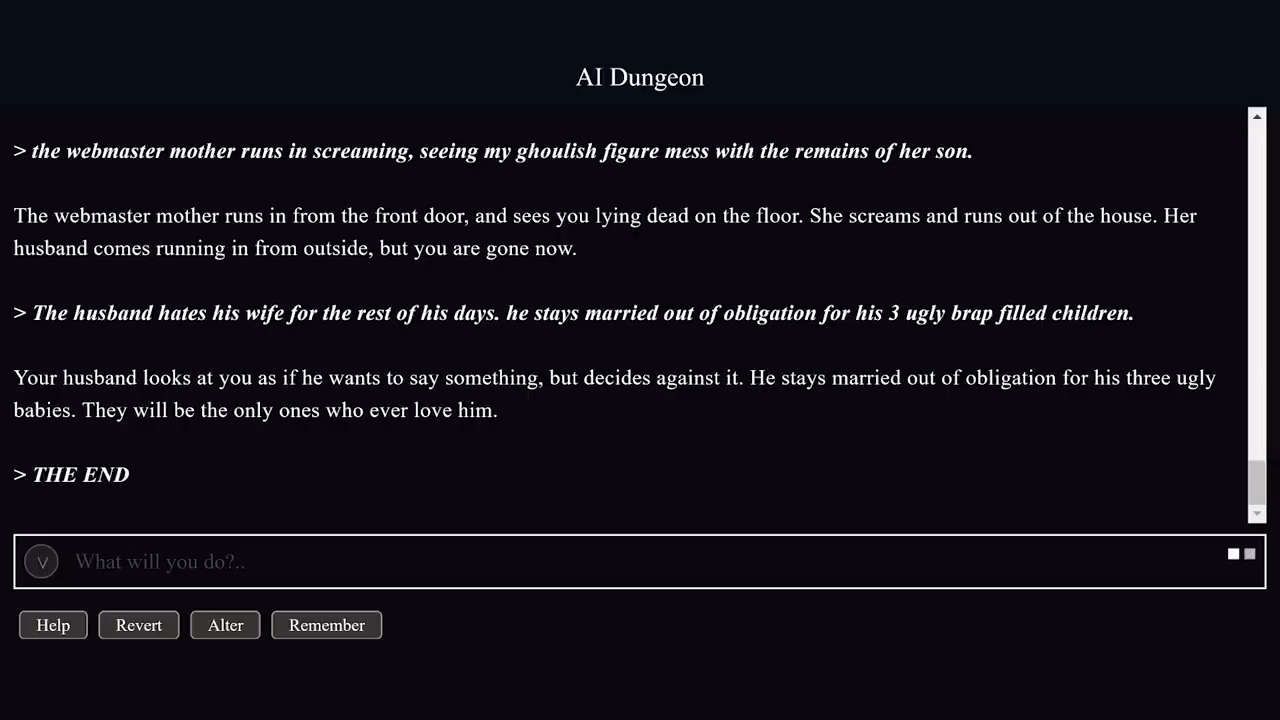 AI Dungeon
> the webmaster mother runs in screaming, seeing my ghoulish figure mess with the remains of her son.
The webmaster mother runs in from the front door, and sees you lying dead on the floor. She screams and runs out of the house. Her
husband comes running in from outside, but you are gone now.
> The husband hates his wife for the rest of his days. he stays married out of obligation for his 3 ugly brap filled children.
Your husband looks at you as if he wants to say something, but decides against it. He stays married out of obligation for his three ugly
babies. They will be the only ones who ever love him.
> THE END
V What will you do?..
Help Revert Alter Remember